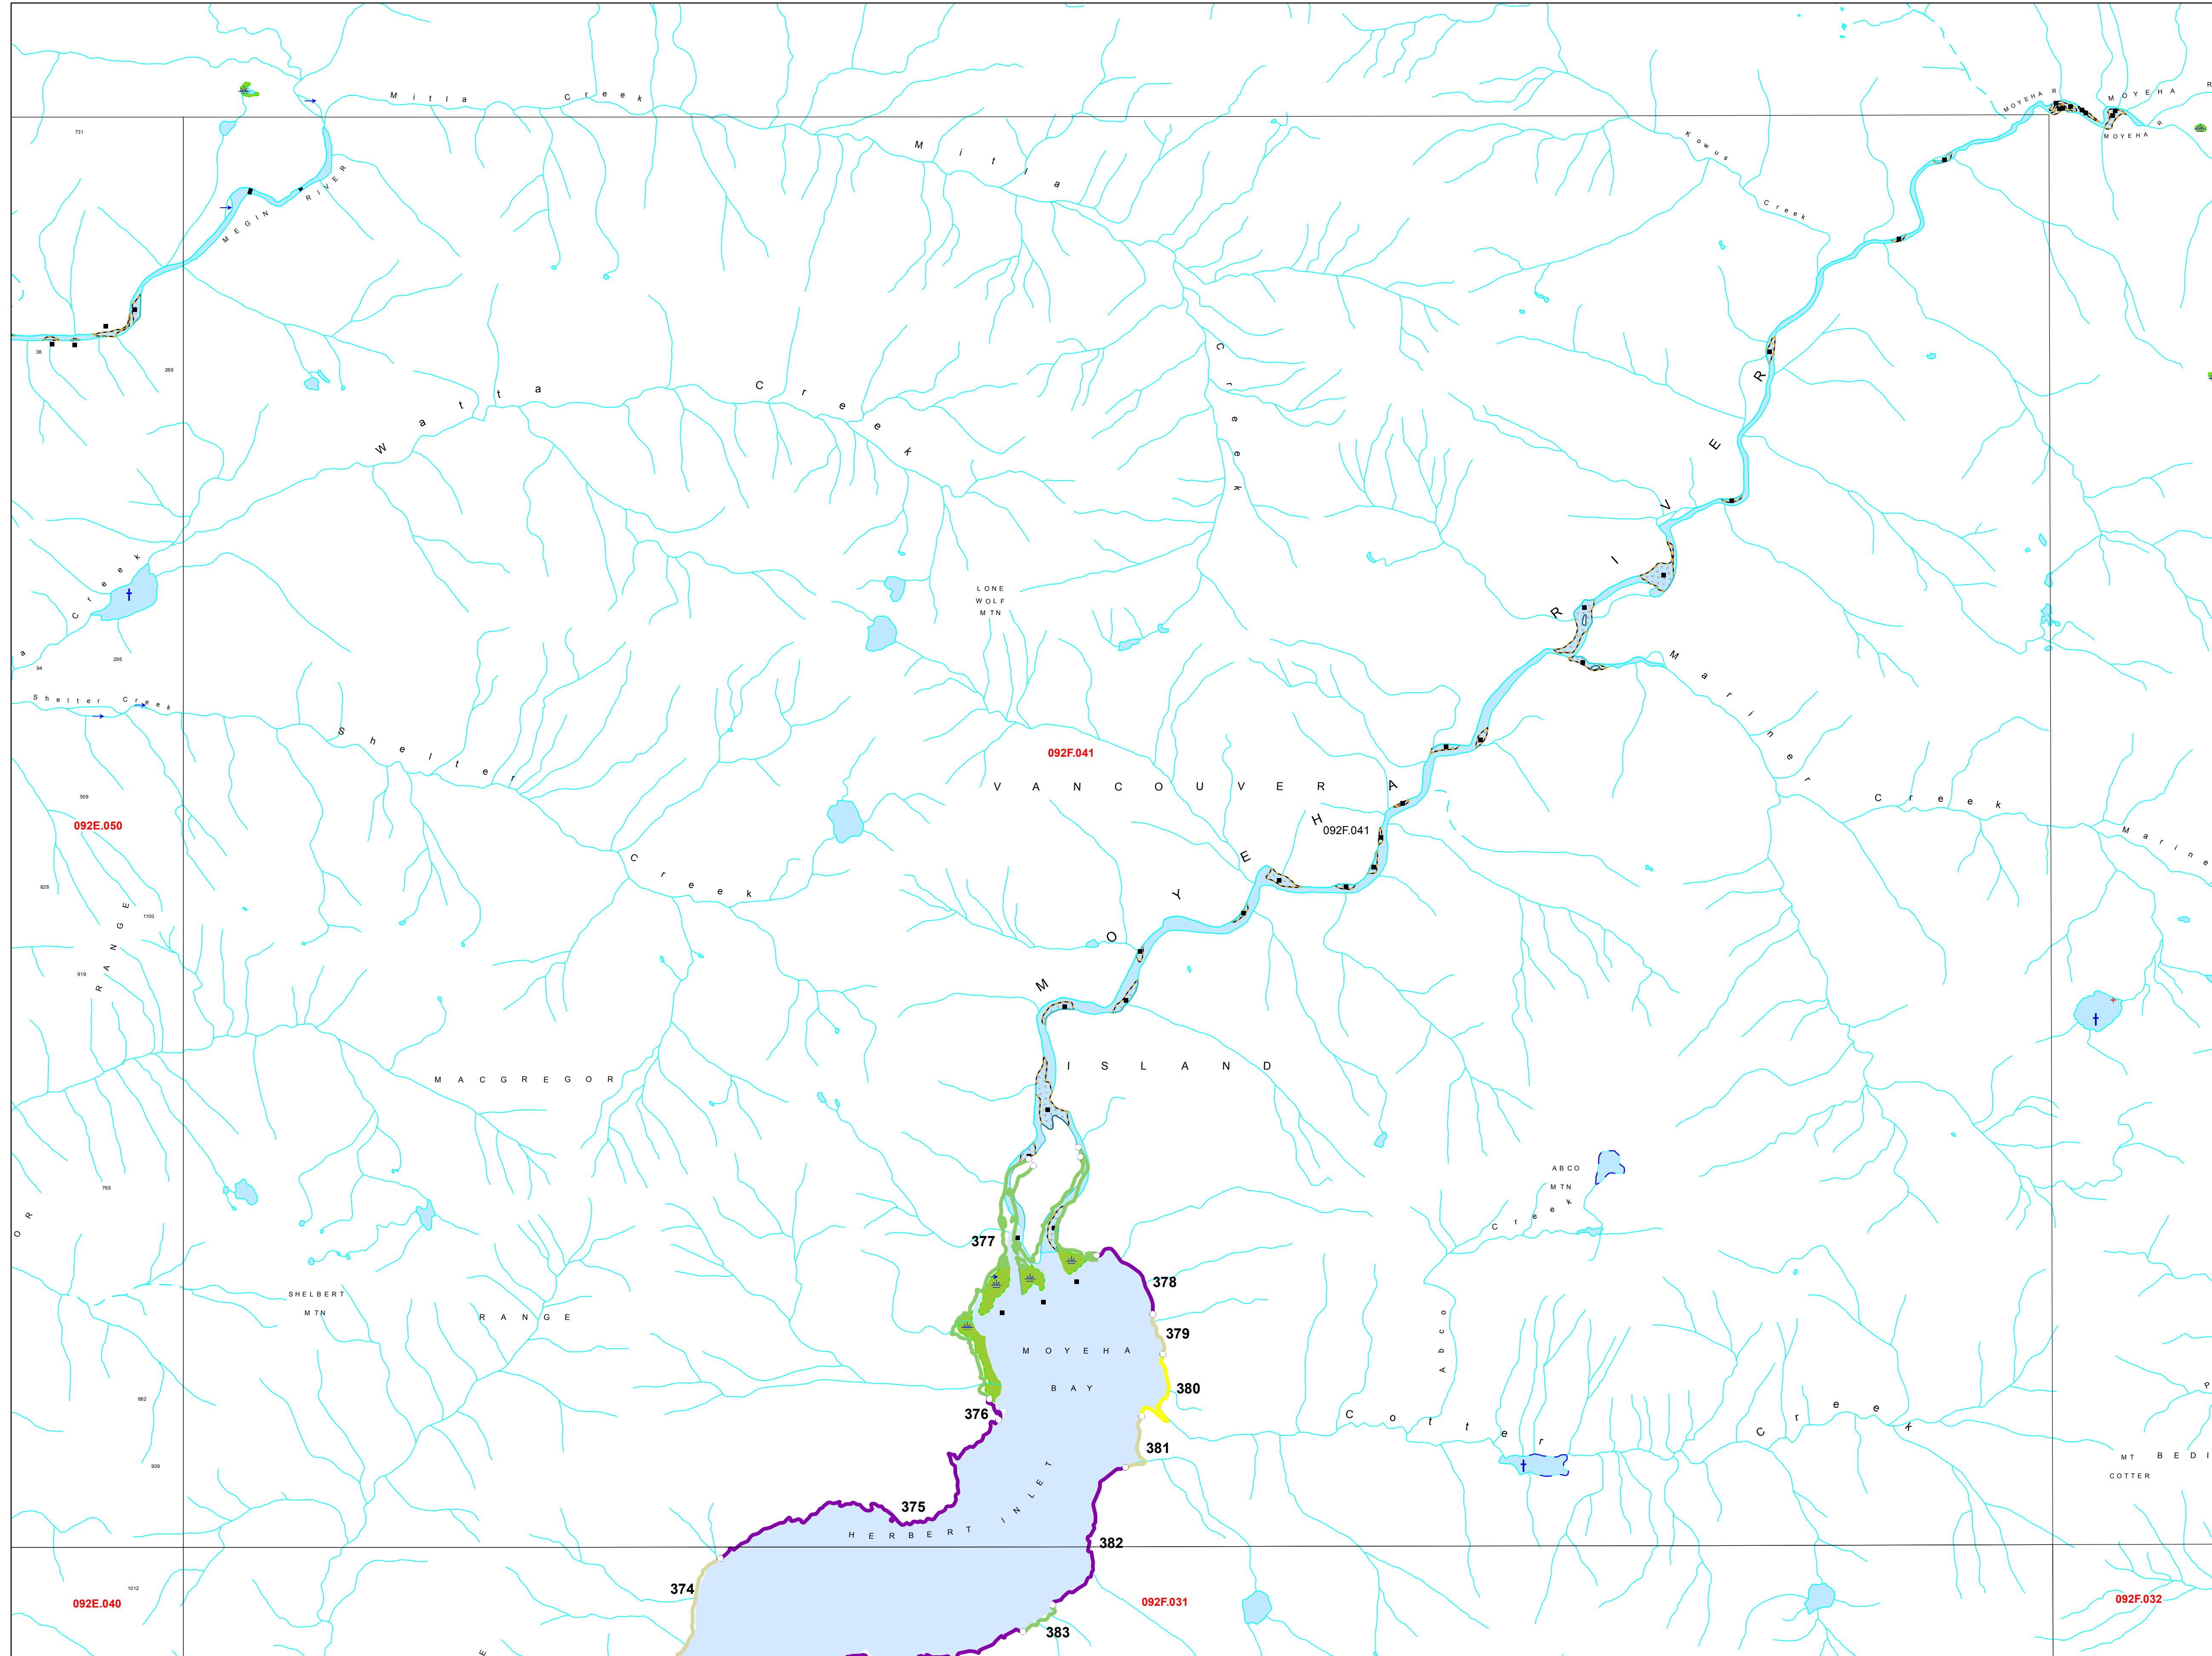 Mitla Creek
MOYEHA R
MOYEHA R
MOYEHA R
731
Kowus
Creek
Mitla
Creek
MEGIN RIVER
36
269
Watta Creek
Creek
LONE
WOLF
MTN
a
94
295
Shelter Creek
Shelter
Creek
092F.041
VANCOUVER
092F.041
MOYEHA RIVER
Mariner
Creek
Marine
509
092E.050
828
RANGE
1100
919
MACGREGOR
ISLAND
ABCO
MTN
Abco Creek
765
OR
377
378
SHELBERT
MTN
RANGE
379
MOYEHA
BAY
380
376
Cotter Creek
862
381
939
MT
COTTER
BEDI
P
375
HERBERT INLET
382
374
1012
092E.040
092F.031
092F.032
383
E